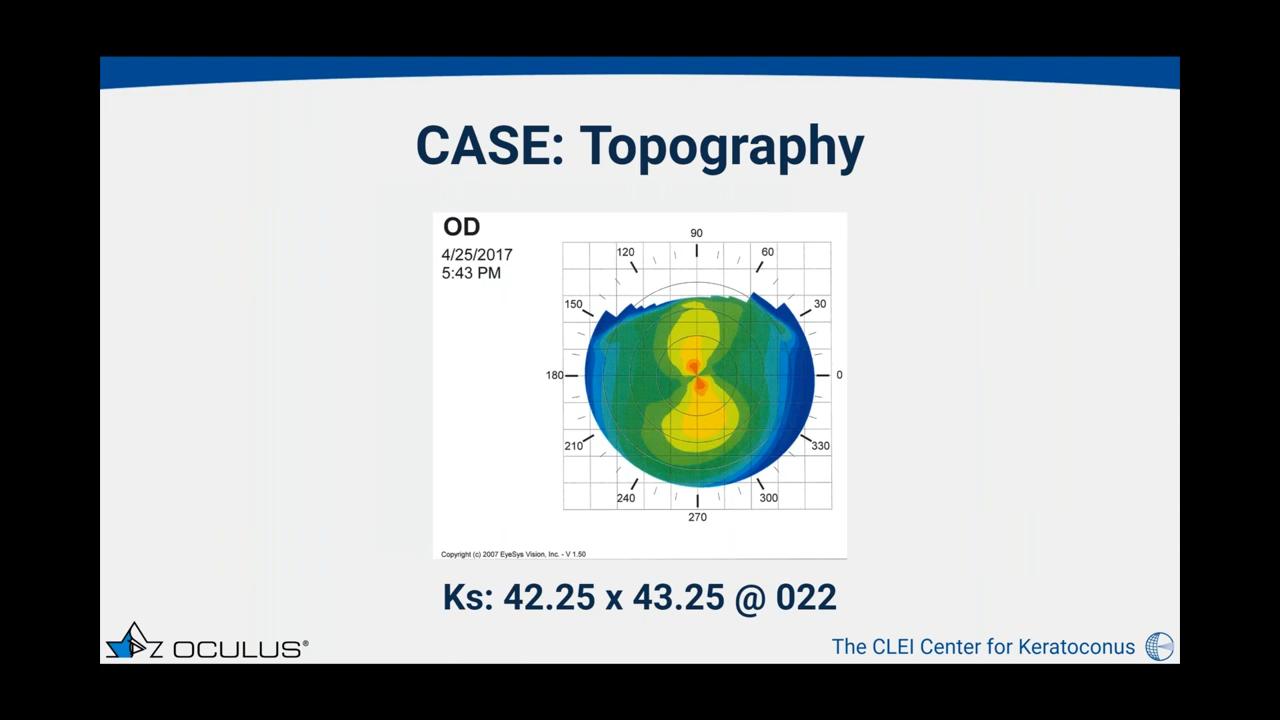 CASE: Topography
OD
4/25/2017
5:43 PM
90
120
60
150
30
180
0
210
330
240
300
270
Copyright (c) 2007 EyeSys Vision, Inc. - V 1.50
Ks: 42.25 x 43.25 @ 022
OCULUS®
The CLEI Center for Keratoconus